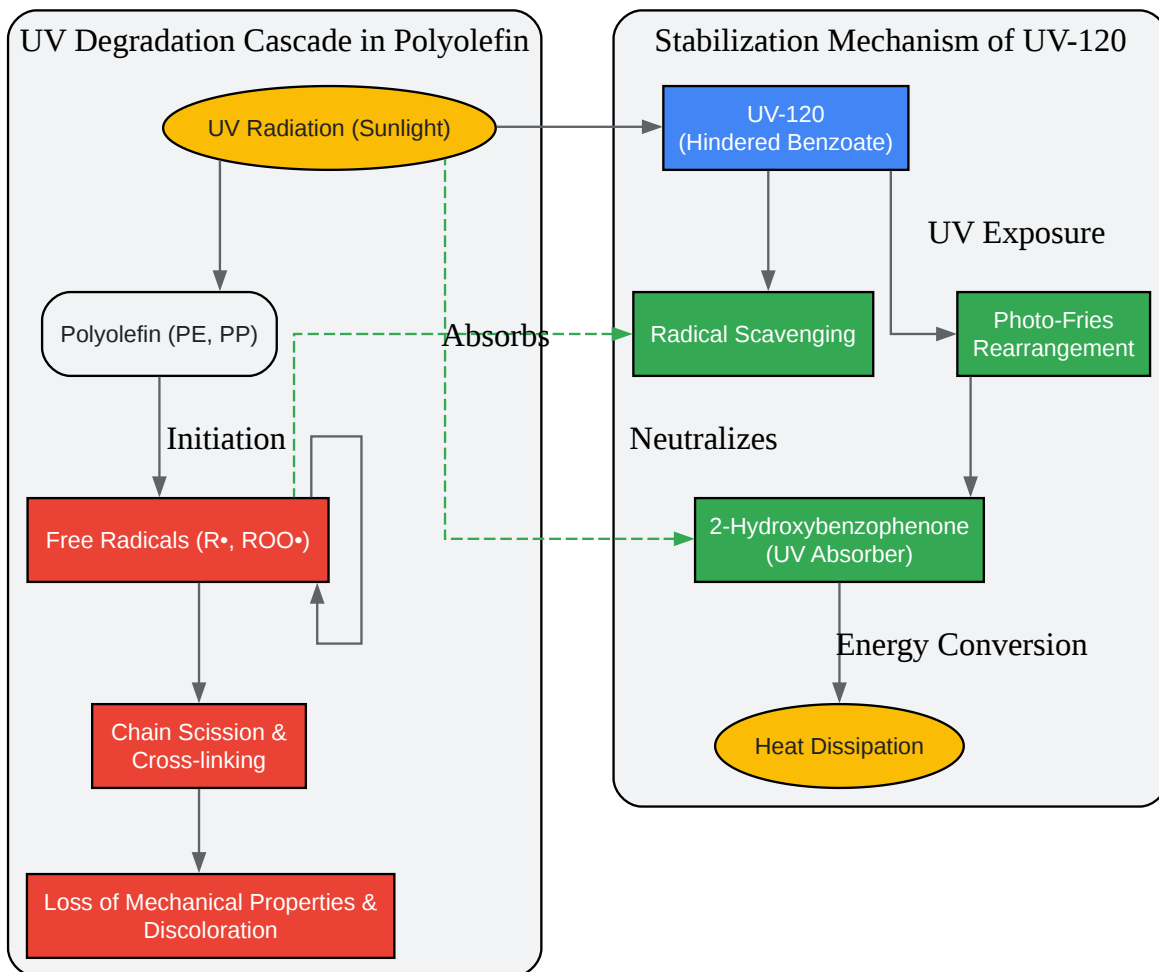 UV Degradation Cascade in Polyolefin
UV Radiation (Sunlight)
Polyolefin (PE, PP)
Initiation
Free Radicals (R•, ROO•)
Chain Scission &
Cross-linking
Loss of Mechanical Properties &
Discoloration
Stabilization Mechanism of UV-120
UV-120
(Hindered Benzoate)
UV Exposure
Absorbs
Radical Scavenging
Photo-Fries
Rearrangement
Neutralizes
2-Hydroxybenzophenone
(UV Absorber)
Energy Conversion
Heat Dissipation